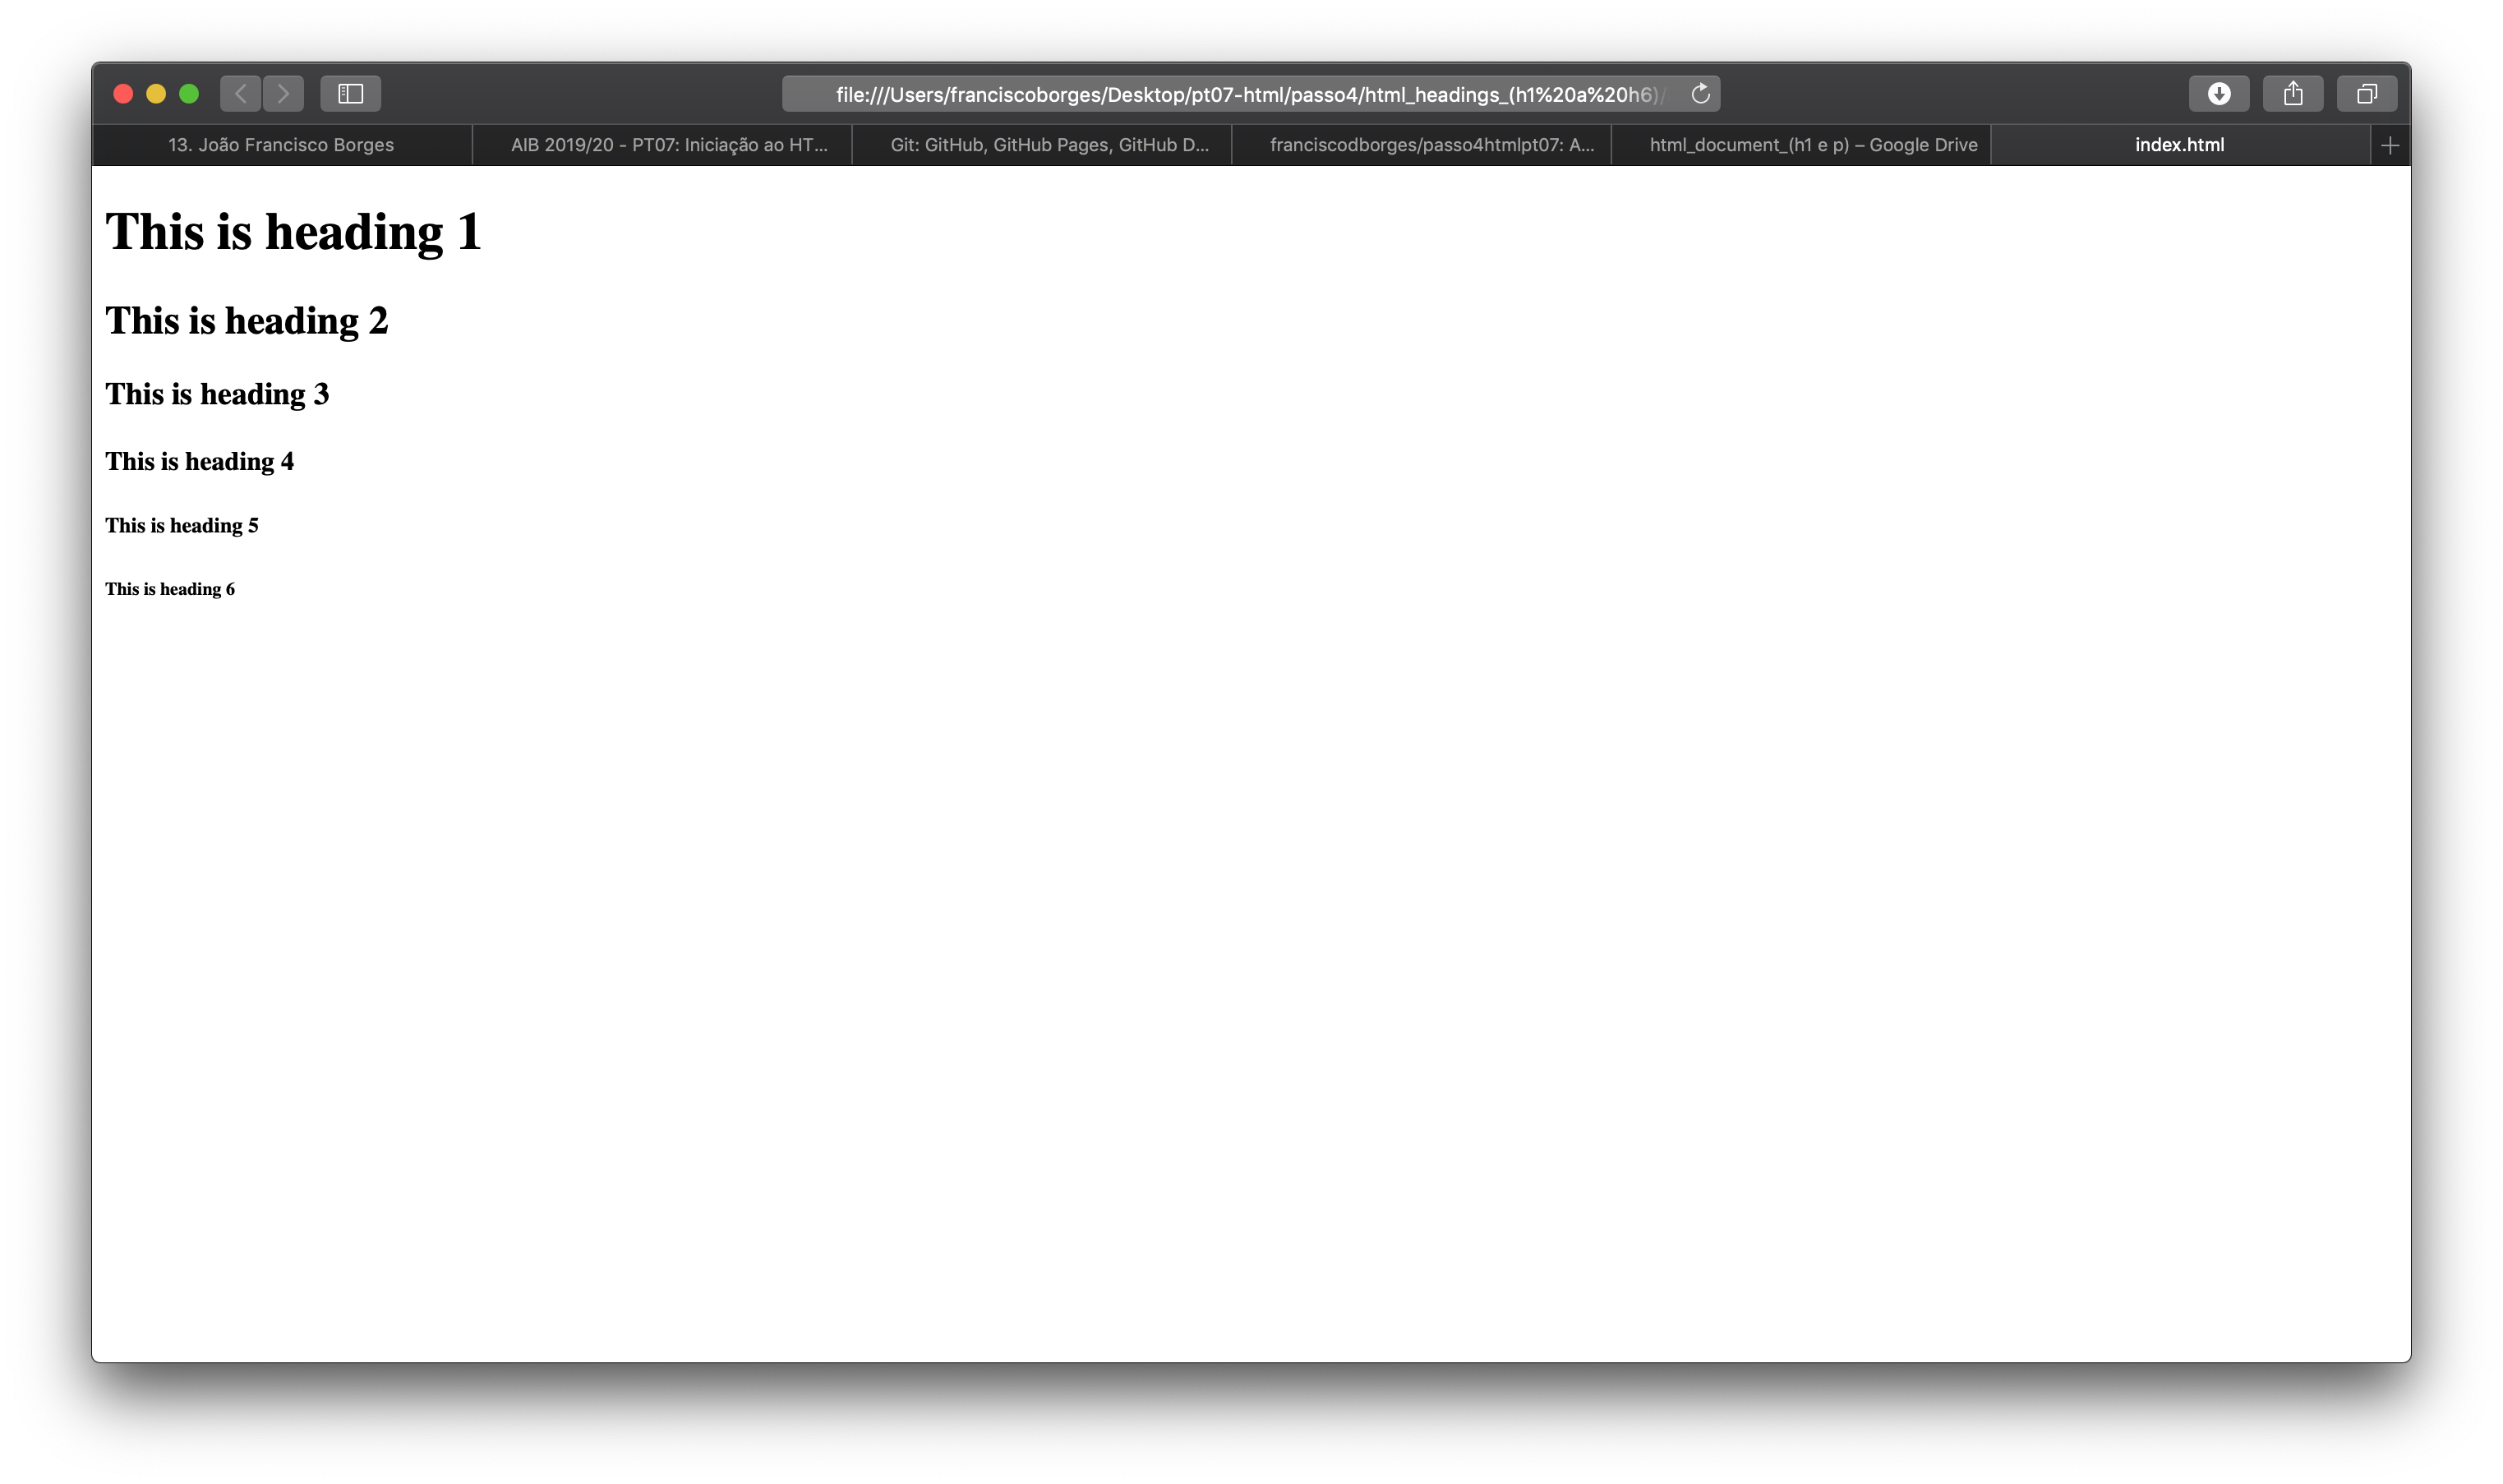 file:///Users/franciscoborges/Desktop/pt07-html/passo4/html_headings_(h1%20a%20h6)/
13. João Francisco Borges
AIB 2019/20 - PT07: Iniciação ao HT...
Git: GitHub, GitHub Pages, GitHub D...
franciscodborges/passo4htmlpt07: A...
html_document_(h1 e p) – Google Drive
index.html
This is heading 1
This is heading 2
This is heading 3
This is heading 4
This is heading 5
This is heading 6